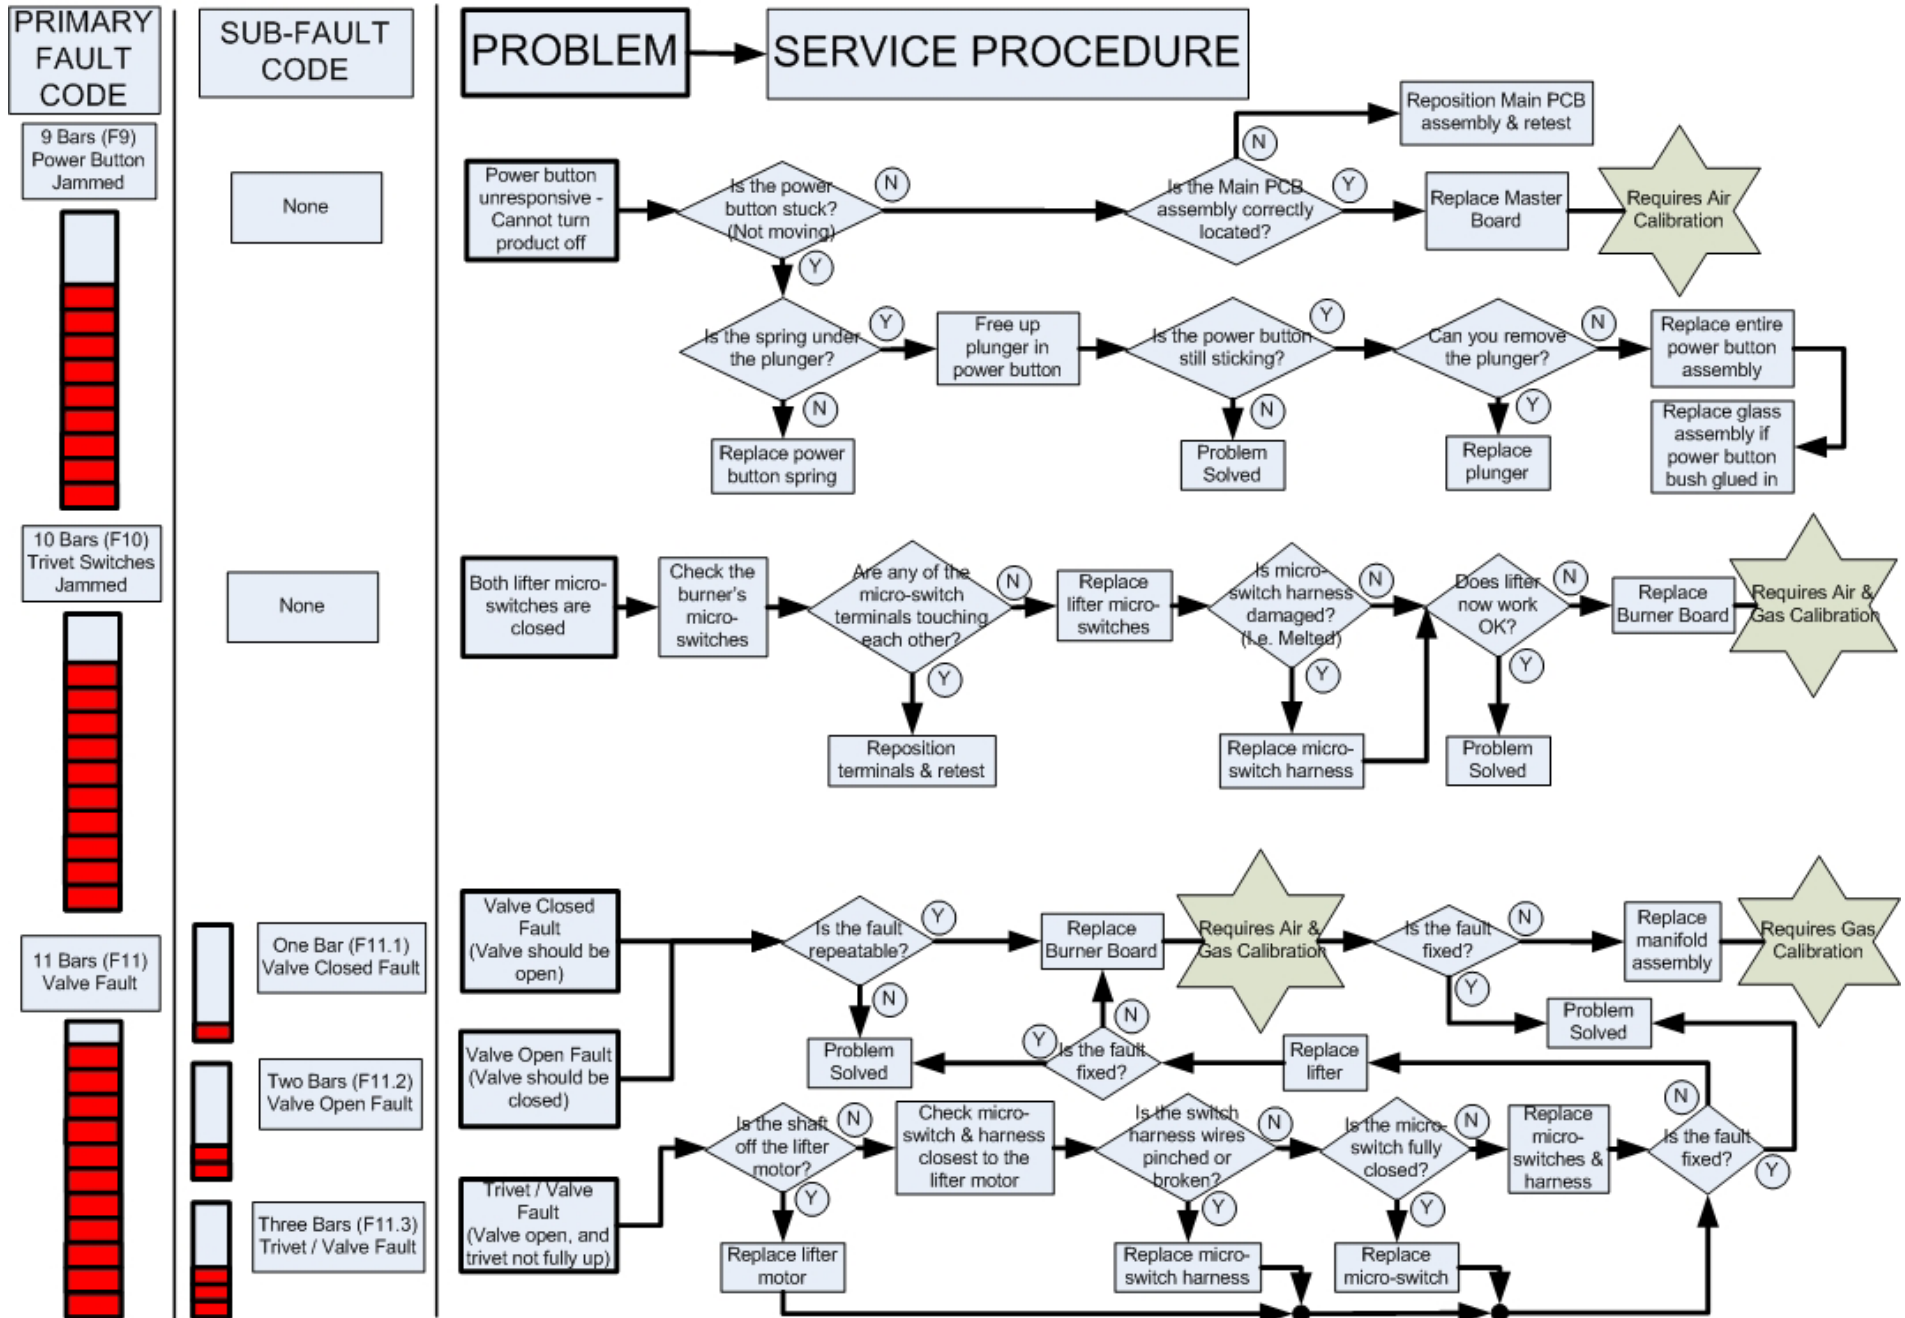 PRIMARY
FAULT
CODE
SUB-FAULT
CODE
PROBLEM
SERVICE PROCEDURE
9 Bars (F9)
Power Button
Jammed
None
Power button
unresponsive -
Cannot turn
product off
Is the power
button stuck?
(Not moving)
N
Y
Is the Main PCB
assembly correctly
located?
N
Y
Reposition Main PCB
assembly & retest
Replace Master
Board
Requires Air
Calibration
Is the spring under
the plunger?
Y
N
Replace power
button spring
Free up
plunger in
power button
Is the power button
still sticking?
Y
N
Problem
Solved
Can you remove
the plunger?
N
Y
Replace
plunger
Replace entire
power button
assembly
Replace glass
assembly if
power button
bush glued in
10 Bars (F10)
Trivet Switches
Jammed
None
Both lifter micro-
switches are
closed
Check the
burner's
micro-
switches
Are any of the
micro-switch
terminals touching
each other?
N
Y
Reposition
terminals & retest
Replace
lifter micro-
switches
Is micro-
switch harness
damaged?
(I.e. Melted)
N
Y
Replace micro-
switch harness
Does lifter
now work
OK?
N
Y
Problem
Solved
Replace
Burner Board
Requires Air &
Gas Calibration
11 Bars (F11)
Valve Fault
One Bar (F11.1)
Valve Closed Fault
Two Bars (F11.2)
Valve Open Fault
Three Bars (F11.3)
Trivet / Valve Fault
Valve Closed
Fault
(Valve should be
open)
Is the fault
repeatable?
Y
N
Problem
Solved
Replace
Burner Board
Requires Air &
Gas Calibration
Is the fault
fixed?
N
Y
Replace
manifold
assembly
Requires Gas
Calibration
Problem
Solved
Valve Open Fault
(Valve should be
closed)
Y
N
Is the fault
fixed?
Replace
lifter
Trivet / Valve
Fault
(Valve open, and
trivet not fully up)
Is the shaft
off the lifter
motor?
N
Y
Replace lifter
motor
Check micro-
switch & harness
closest to the
lifter motor
Is the switch
harness wires
pinched or
broken?
N
Y
Replace micro-
switch harness
Is the micro-
switch fully
closed?
N
Y
Replace
micro-switch
Replace
micro-
switches &
harness
N
Is the fault
fixed?
Y